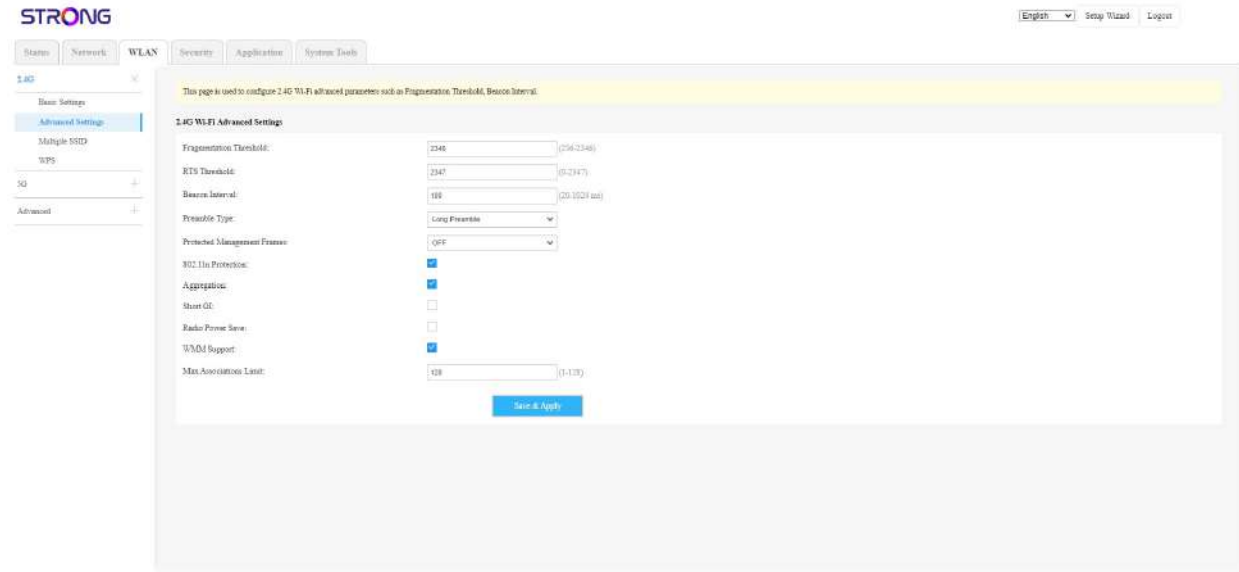 STRONG
English Setup Wizard Logout
Status Network WLAN Security Application System Tools
2.4G
Basic Settings
Advanced Settings
Multiple SSID
WPS
5G
Advanced
This page is used to configure 2.4G Wi-Fi advanced parameters such as Fragmentation Threshold, Beacon Interval.
2.4G Wi-Fi Advanced Settings
Fragmentation Threshold: 2346 (256-2346)
RTS Threshold: 2347 (0-2347)
Beacon Interval: 100 (20-1024 ms)
Preamble Type: Long Preamble
Protected Management Frames: OFF
802.11n Protection:
Aggregation:
Short GI:
Radio Power Save:
WMM Support:
Max Associations Limit: 128 (1-128)
Save & Apply